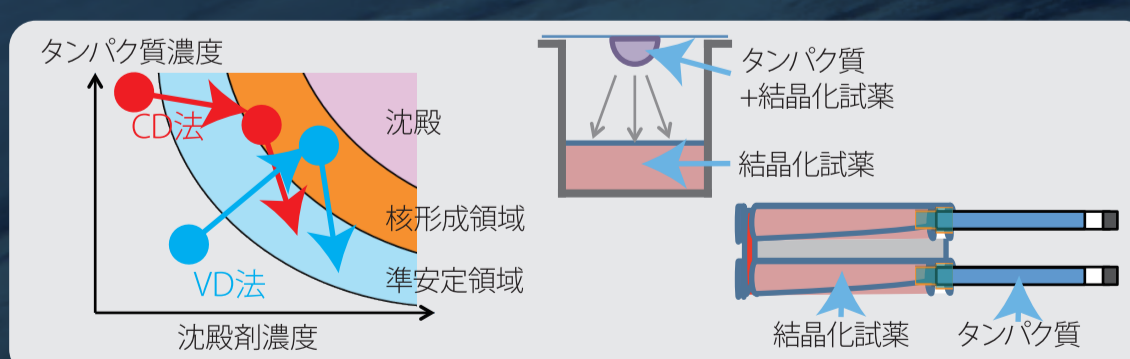 タンパク質濃度
CD法
VD法
沈殿
核形成領域
準安定領域
沈殿剤濃度
タンパク質
+結晶化試薬
結晶化試薬
結晶化試薬
タンパク質